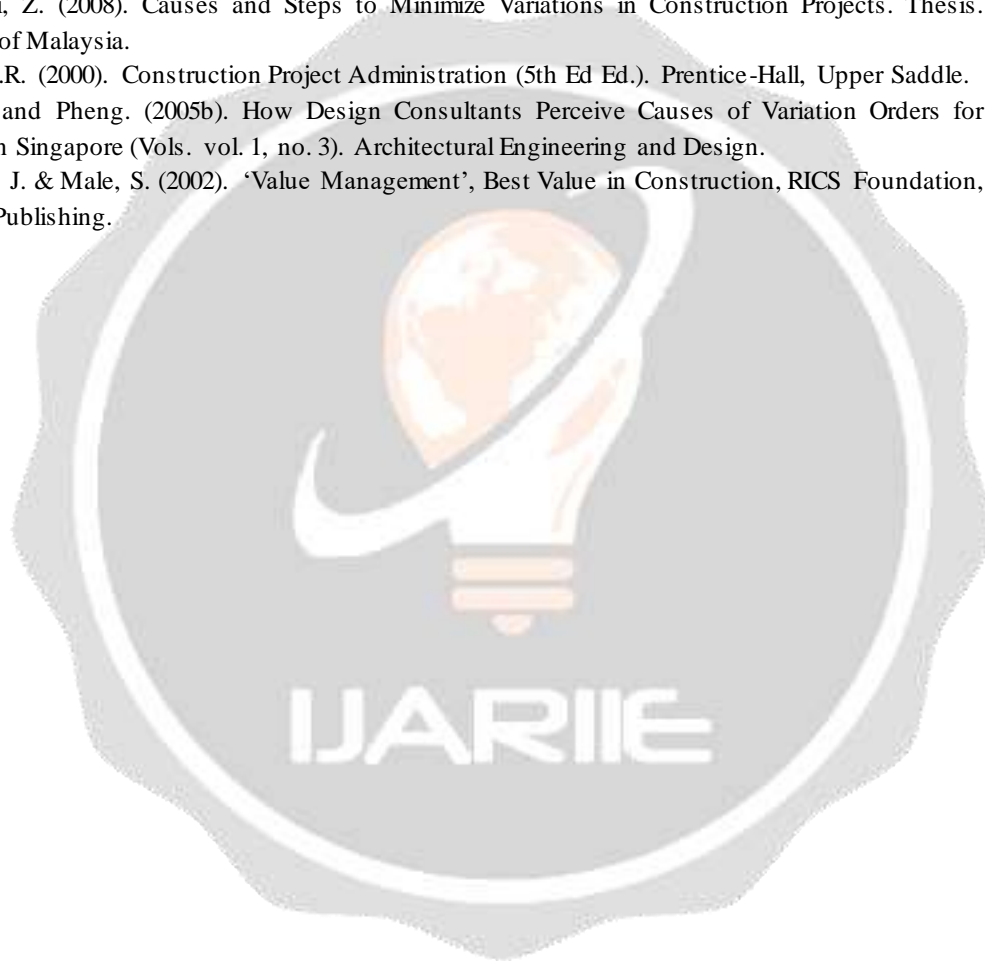 , Z. (2008). Causes and Steps to Minimize Variations in Construction Projects. Thesis.
of Malaysia.
.R. (2000). Construction Project Administration (5th Ed Ed.). Prentice-Hall, Upper Saddle.
and Pheng. (2005b). How Design Consultants Perceive Causes of Variation Orders for
Singapore (Vols. vol. 1, no. 3). Architectural Engineering and Design.
J. & Male, S. (2002). ‘Value Management’, Best Value in Construction, RICS Foundation,
Publishing.
IJARIIE